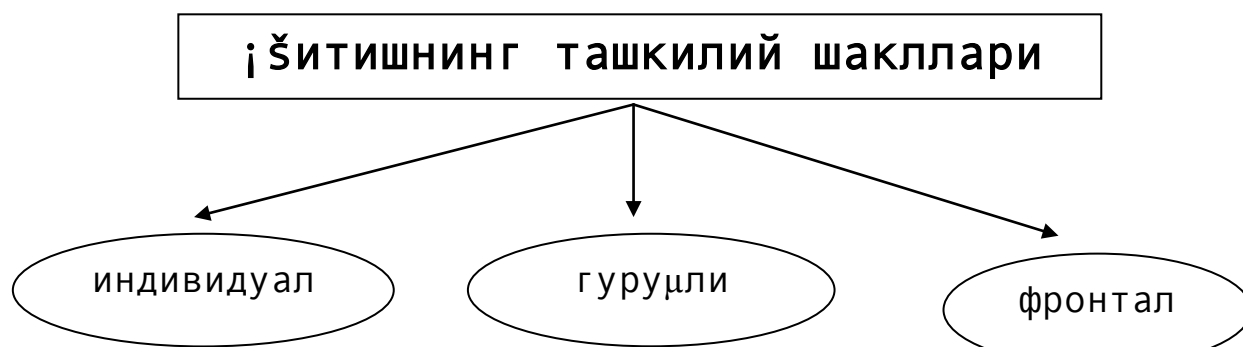 ¡šитишнинг ташкилий шакллари
индивидуал
гуруµли
фронтал